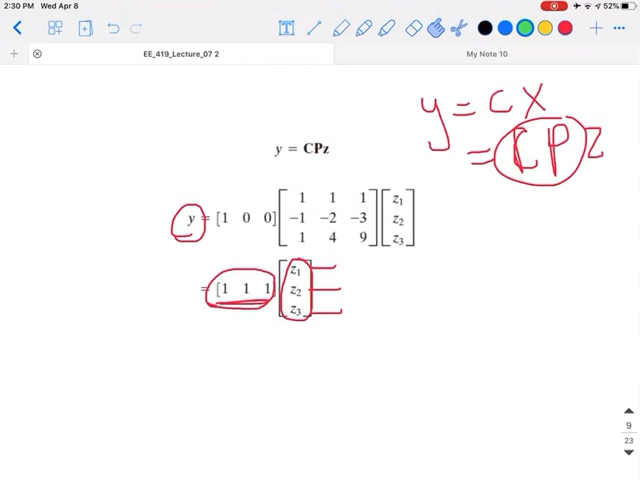 2:30 PM Wed Apr 8
52%
EE_419_Lecture_07 2
My Note 10
y = CX
= CPZ
y = CPz
y = [1 0 0] [1 1 1] [z₁]
[−1 −2 −3] [z₂]
[1 4 9] [z₃]
= [1 1 1] [z₁]
[z₂]
[z₃]
9
23